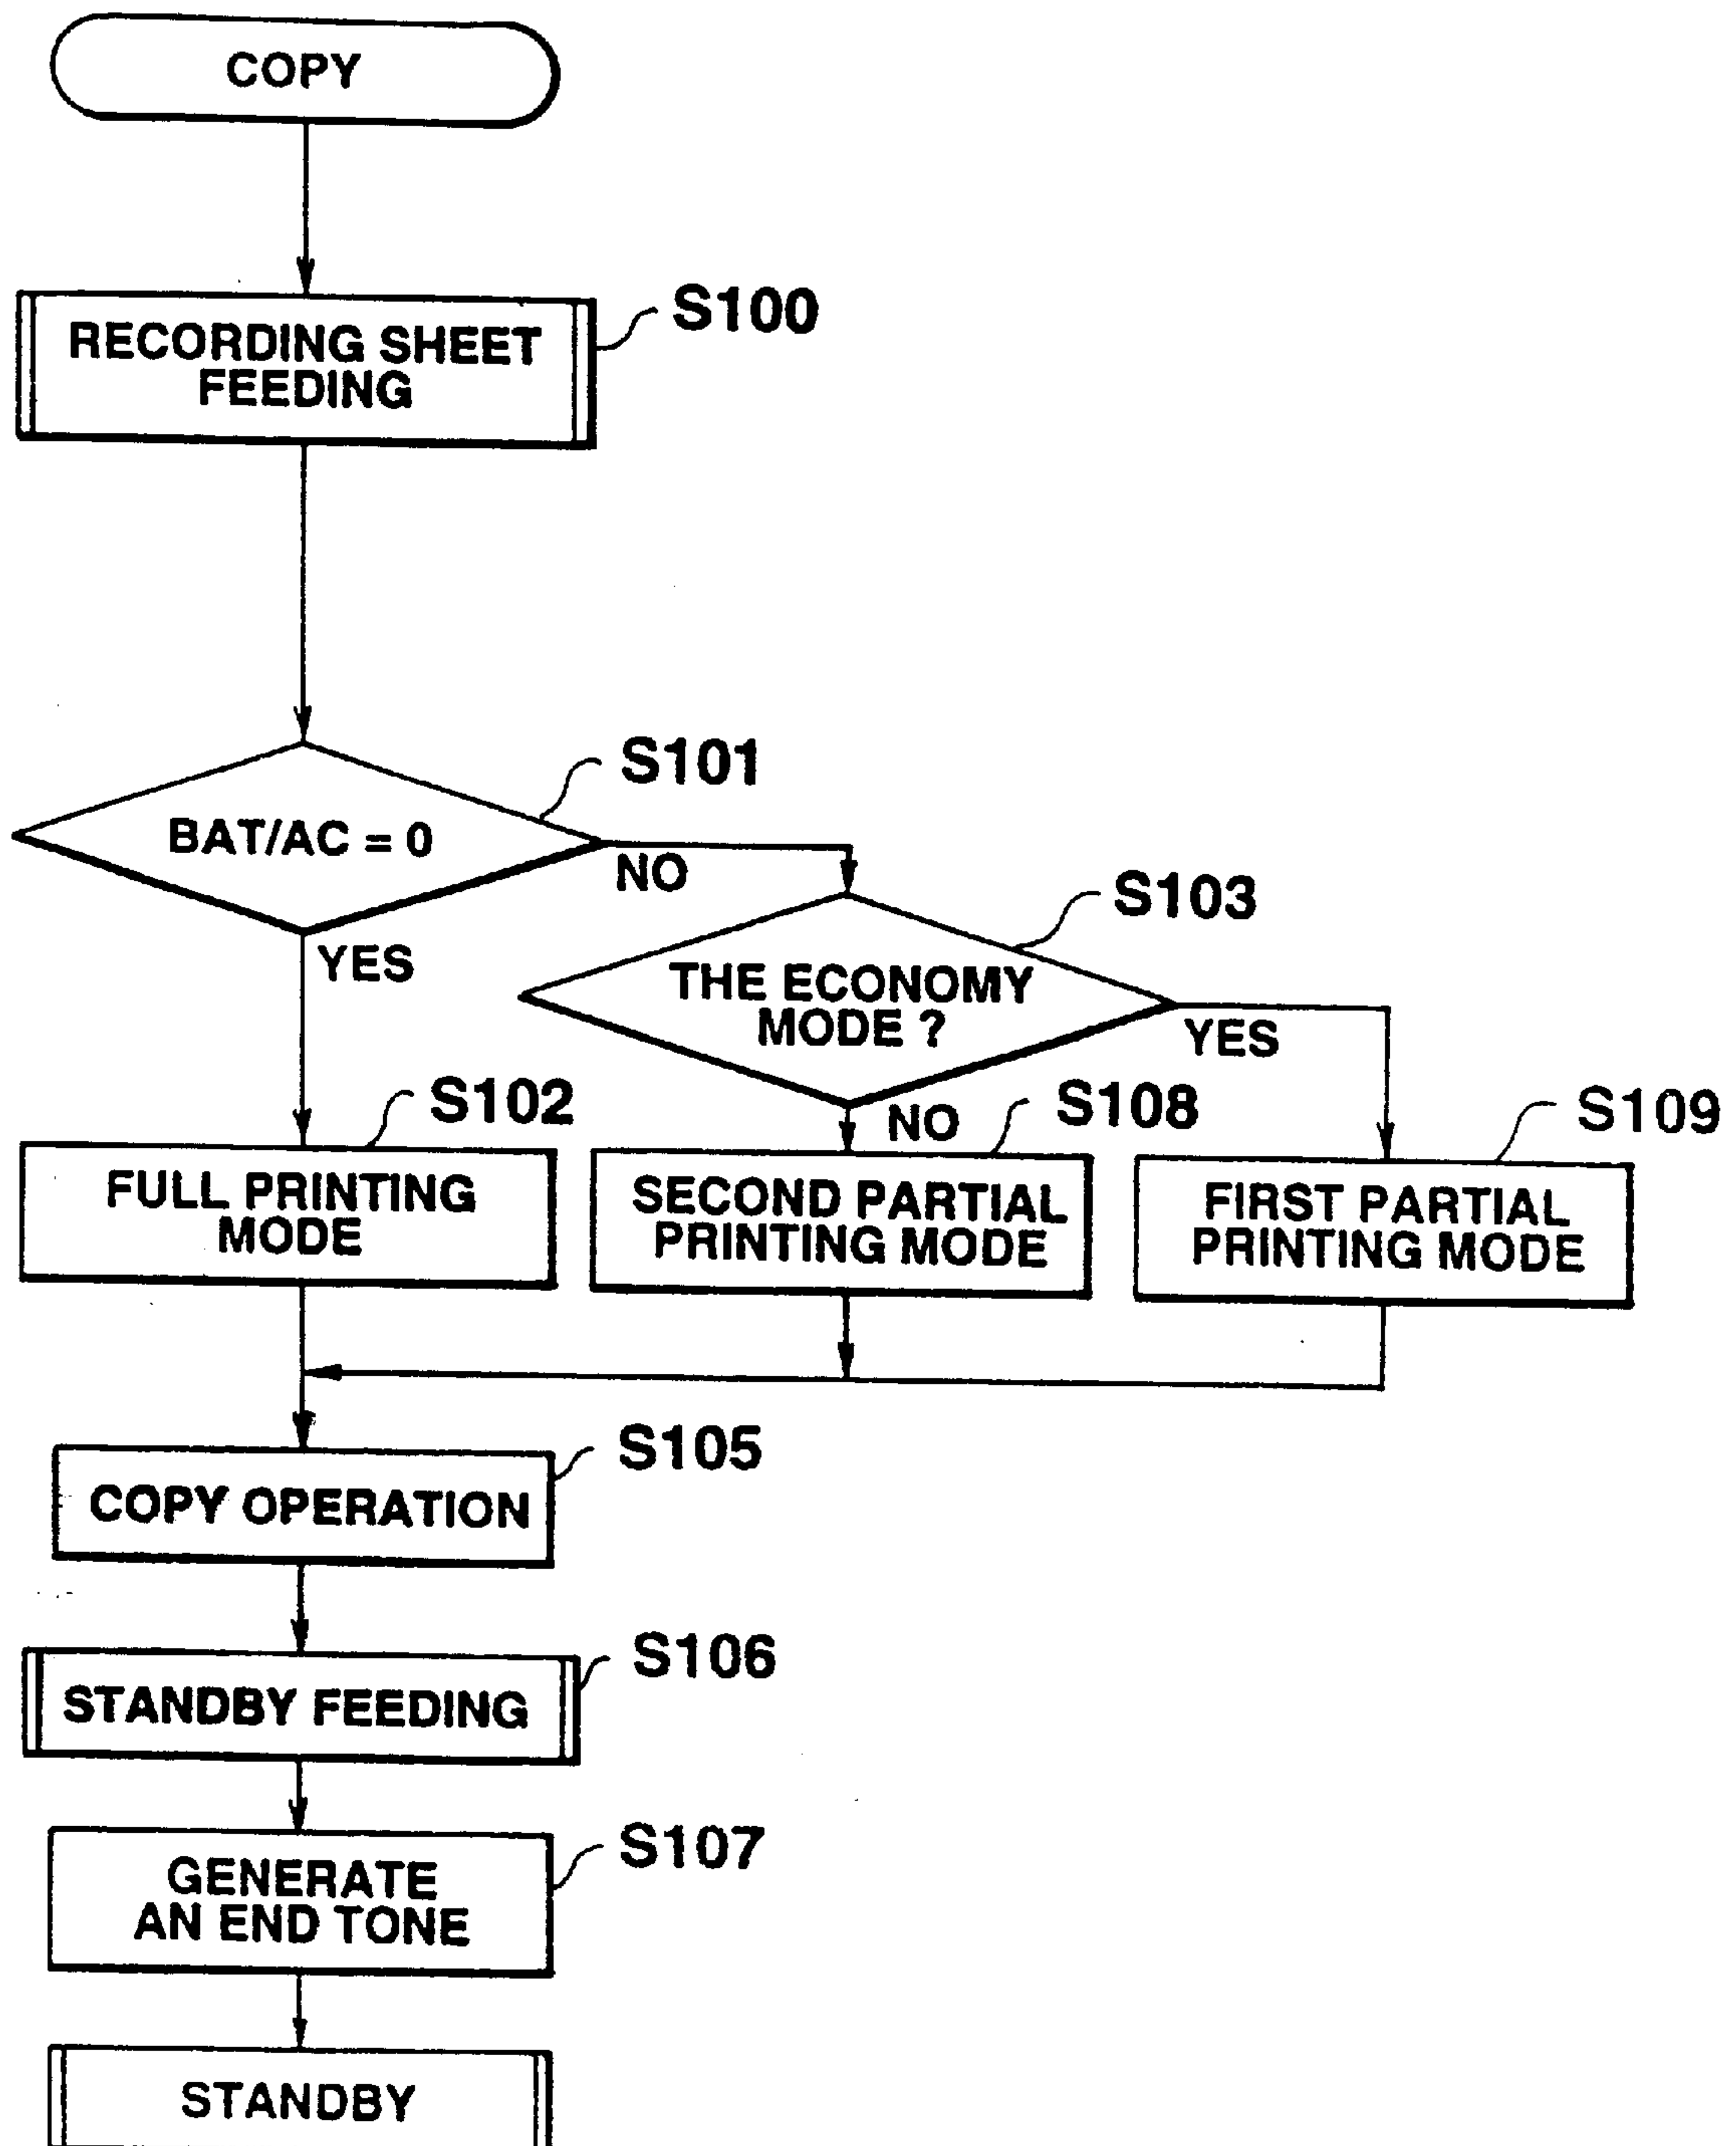 COPY
RECORDING SHEET
FEEDING
S100
BAT/AC = 0
S101
NO
YES
THE ECONOMY
MODE ?
S103
YES
NO
S102
FULL PRINTING
MODE
S108
SECOND PARTIAL
PRINTING MODE
S109
FIRST PARTIAL
PRINTING MODE
S105
COPY OPERATION
S106
STANDBY FEEDING
S107
GENERATE
AN END TONE
STANDBY